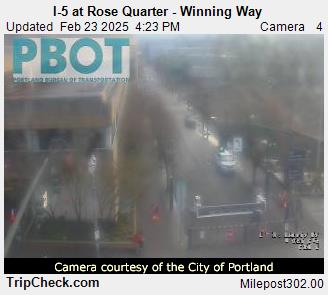 I-5 at Rose Quarter - Winning Way
Updated Feb 23 2025 4:23 PM Camera 4
PBOT
PORTLAND BUREAU OF TRANSPORTATION
Camera courtesy of the City of Portland
TripCheck.com Milepost302.00